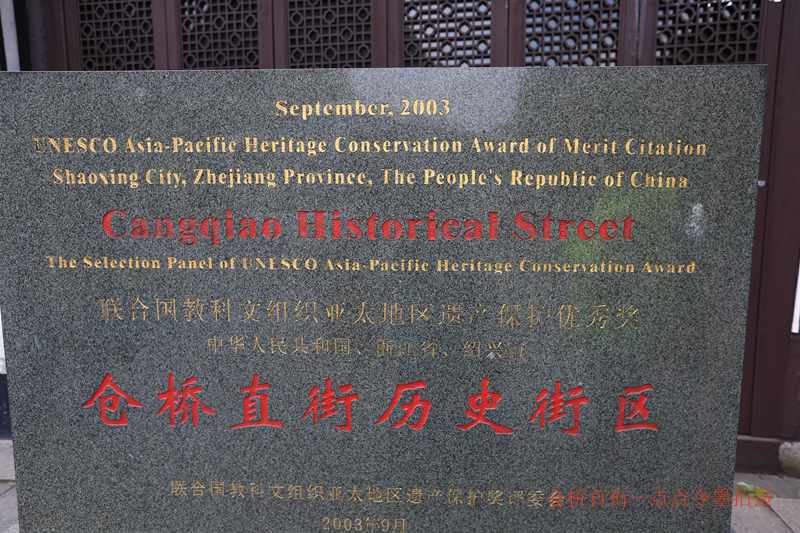 September, 2003
UNESCO Asia-Pacific Heritage Conservation Award of Merit Citation
Shaoxing City, Zhejiang Province, The People's Republic of China
Cangqiao Historical Street
The Selection Panel of UNESCO Asia-Pacific Heritage Conservation Award
联合国教科文组织亚太地区遗产保护优秀奖
中华人民共和国、浙江省、绍兴市
仓桥直街历史街区
联合国教科文组织亚太地区遗产保护奖评委
2003年9月